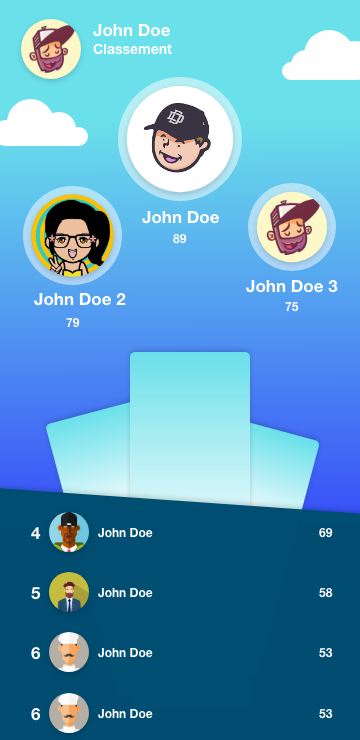 John Doe
Classement
John Doe
89
John Doe 2
79
John Doe 3
75
4 John Doe 69
5 John Doe 58
6 John Doe 53
6 John Doe 53